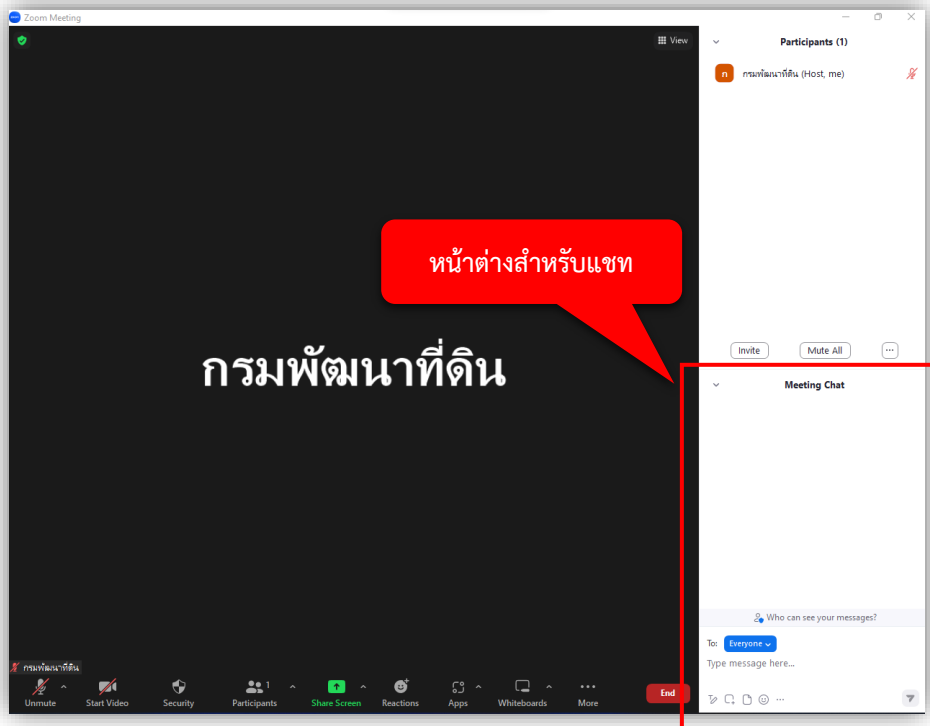 Zoom Meeting
View
Participants (1)
ก กรมพัฒนาที่ดิน (Host, me)
หน้าต่างสำหรับแชท
กรมพัฒนาที่ดิน
Invite Mute All
Meeting Chat
Who can see your messages?
To: Everyone
Type message here...
กรมพัฒนาที่ดิน
Unmute Start Video Security Participants 1 Share Screen Reactions Apps Whiteboards More End